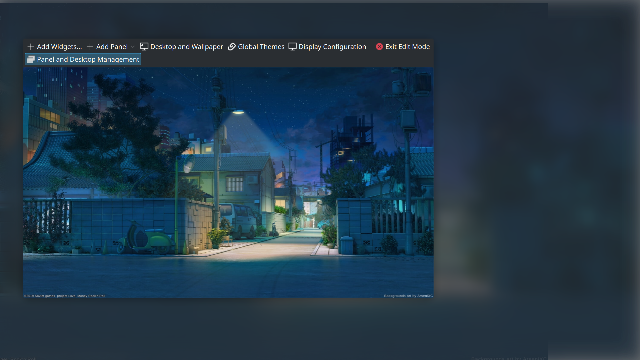 Add Widgets...
Add Panel
Desktop and Wallpaper
Global Themes
Display Configuration
Exit Edit Mode
Panel and Desktop Management